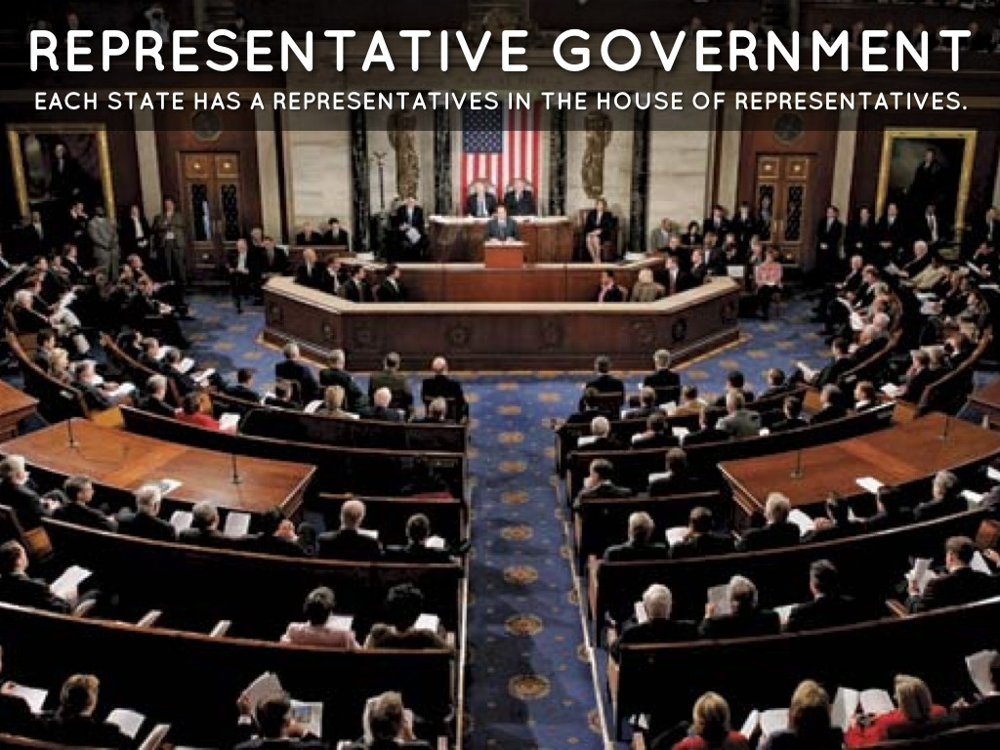 REPRESENTATIVE GOVERNMENT
EACH STATE HAS A REPRESENTATIVES IN THE HOUSE OF REPRESENTATIVES.